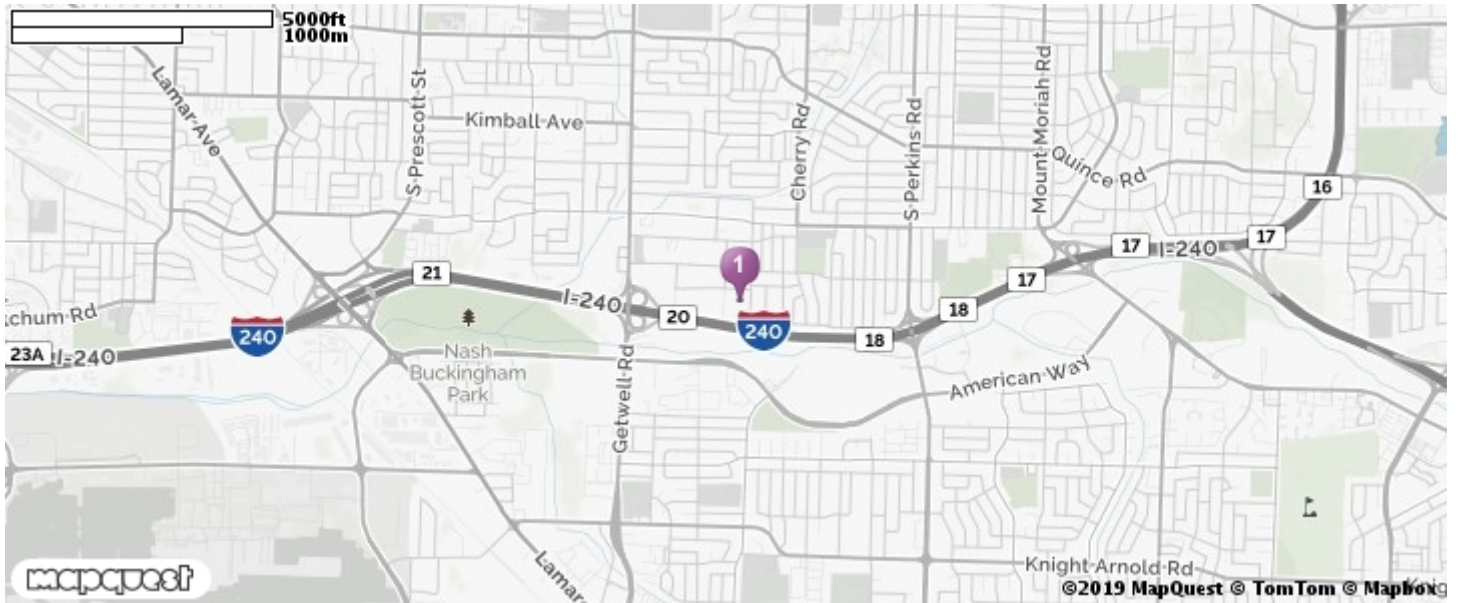 5000ft
1000m
Lamar Ave
S Prescott St
Kimball Ave
Cherry Rd
S Perkins Rd
Mount Moriah Rd
Quince Rd
16
17
17
I-240
17
1
21
I-240
20
240
18
18
240
23A
I-240
Nash
Buckingham
Park
Getwell Rd
American Way
Lamar
Knight Arnold Rd
mapquest
©2019 MapQuest © TomTom © Mapbox